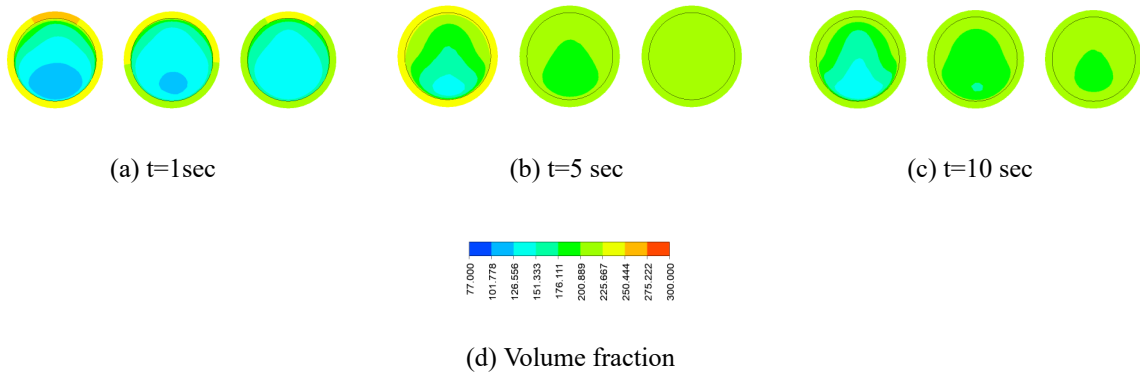 (a) t=1sec (b) t=5 sec (c) t=10 sec
77.000 101.778 126.556 151.333 176.111 200.889 225.667 250.444 275.222 300.000
(d) Volume fraction